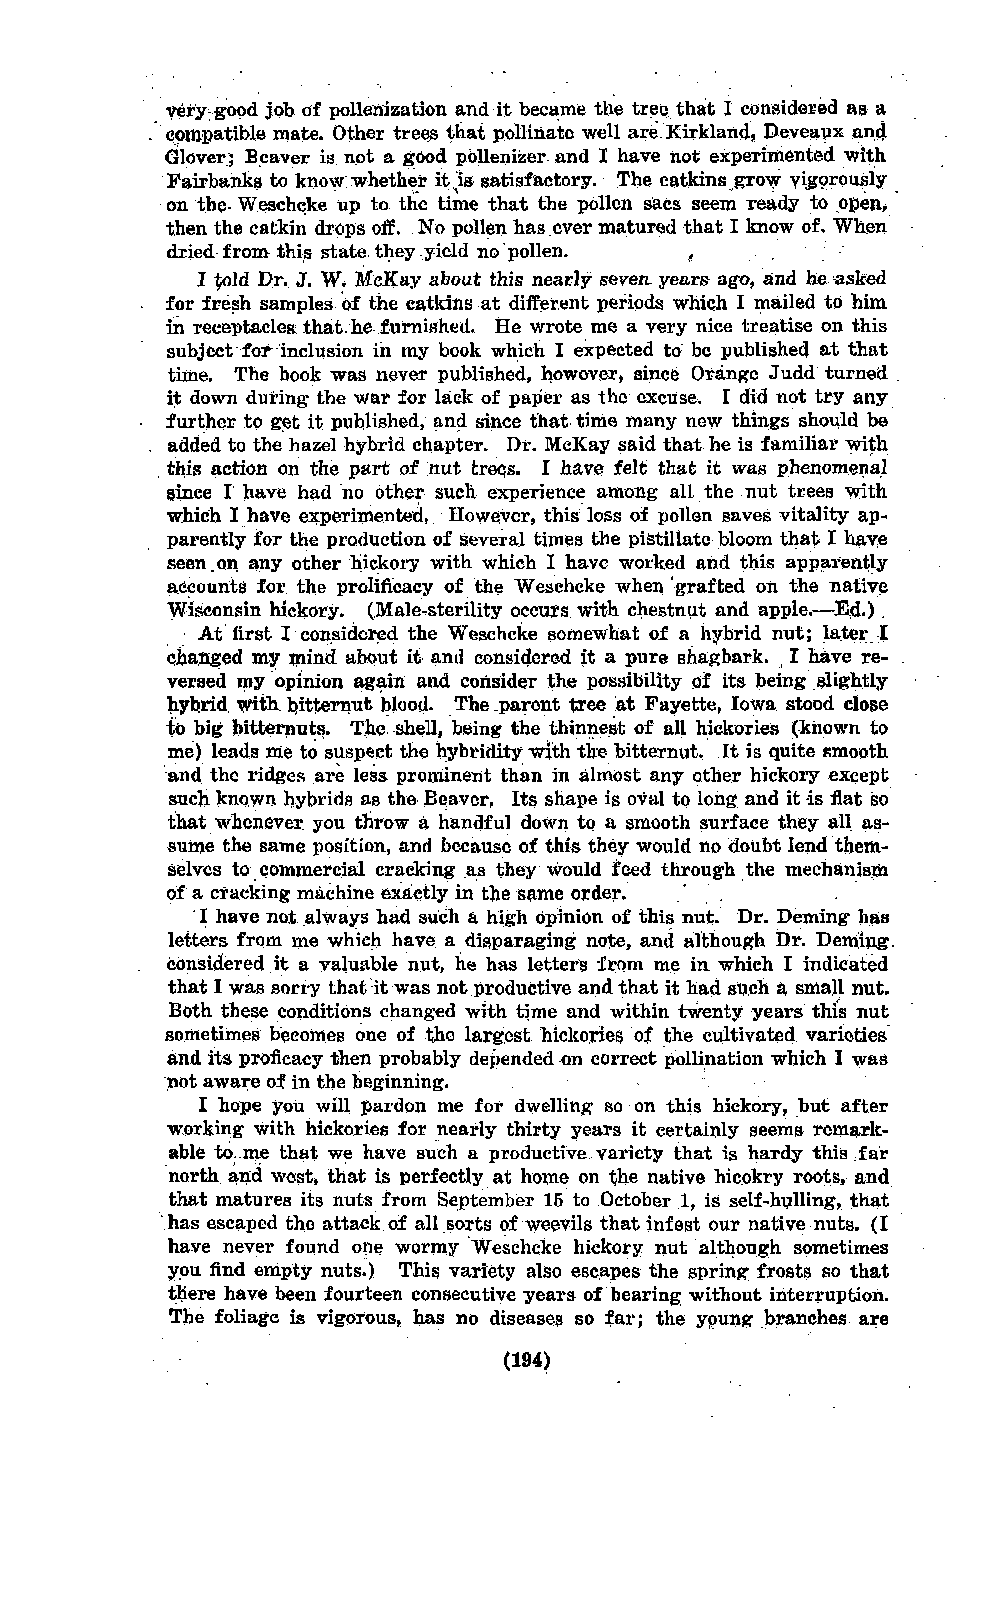 very good job of pollenization and it became the tree that I considered as a
compatible mate. Other trees that pollinate well are Kirkland, Deveaux and
Glover; Beaver is not a good pollenizer and I have not experimented with
Fairbanks to know whether it is satisfactory. The catkins grow vigorously
on the Weschcke up to the time that the pollen sacs seem ready to open,
then the catkin drops off. No pollen has ever matured that I know of. When
dried from this state they yield no pollen.
I told Dr. J. W. McKay about this nearly seven years ago, and he asked
for fresh samples of the catkins at different periods which I mailed to him
in receptacles that he furnished. He wrote me a very nice treatise on this
subject for inclusion in my book which I expected to be published at that
time. The book was never published, however, since Orange Judd turned
it down during the war for lack of paper as the excuse. I did not try any
further to get it published, and since that time many new things should be
added to the hazel hybrid chapter. Dr. McKay said that he is familiar with
this action on the part of nut trees. I have felt that it was phenomenal
since I have had no other such experience among all the nut trees with
which I have experimented. However, this loss of pollen saves vitality ap-
parently for the production of several times the pistillate bloom that I have
seen on any other hickory with which I have worked and this apparently
accounts for the prolificacy of the Weschcke when grafted on the native
Wisconsin hickory. (Male-sterility occurs with chestnut and apple.—Ed.)
At first I considered the Weschcke somewhat of a hybrid nut; later I
changed my mind about it and considered it a pure shagbark. I have re-
versed my opinion again and consider the possibility of its being slightly
hybrid with bitternut blood. The parent tree at Fayette, Iowa stood close
to big bitternuts. The shell, being the thinnest of all hickories (known to
me) leads me to suspect the hybridity with the bitternut. It is quite smooth
and the ridges are less prominent than in almost any other hickory except
such known hybrids as the Beaver. Its shape is oval to long and it is flat so
that whenever you throw a handful down to a smooth surface they all as-
sume the same position, and because of this they would no doubt lend them-
selves to commercial cracking as they would feed through the mechanism
of a cracking machine exactly in the same order.
I have not always had such a high opinion of this nut. Dr. Deming has
letters from me which have a disparaging note, and although Dr. Deming
considered it a valuable nut, he has letters from me in which I indicated
that I was sorry that it was not productive and that it had such a small nut.
Both these conditions changed with time and within twenty years this nut
sometimes becomes one of the largest hickories of the cultivated varieties
and its proficacy then probably depended on correct pollination which I was
not aware of in the beginning.
I hope you will pardon me for dwelling so on this hickory, but after
working with hickories for nearly thirty years it certainly seems remark-
able to me that we have such a productive variety that is hardy this far
north and west, that is perfectly at home on the native hicokry roots, and
that matures its nuts from September 15 to October 1, is self-hulling, that
has escaped the attack of all sorts of weevils that infest our native nuts. (I
have never found one wormy Weschcke hickory nut although sometimes
you find empty nuts.) This variety also escapes the spring frosts so that
there have been fourteen consecutive years of bearing without interruption.
The foliage is vigorous, has no diseases so far; the young branches are
(194)